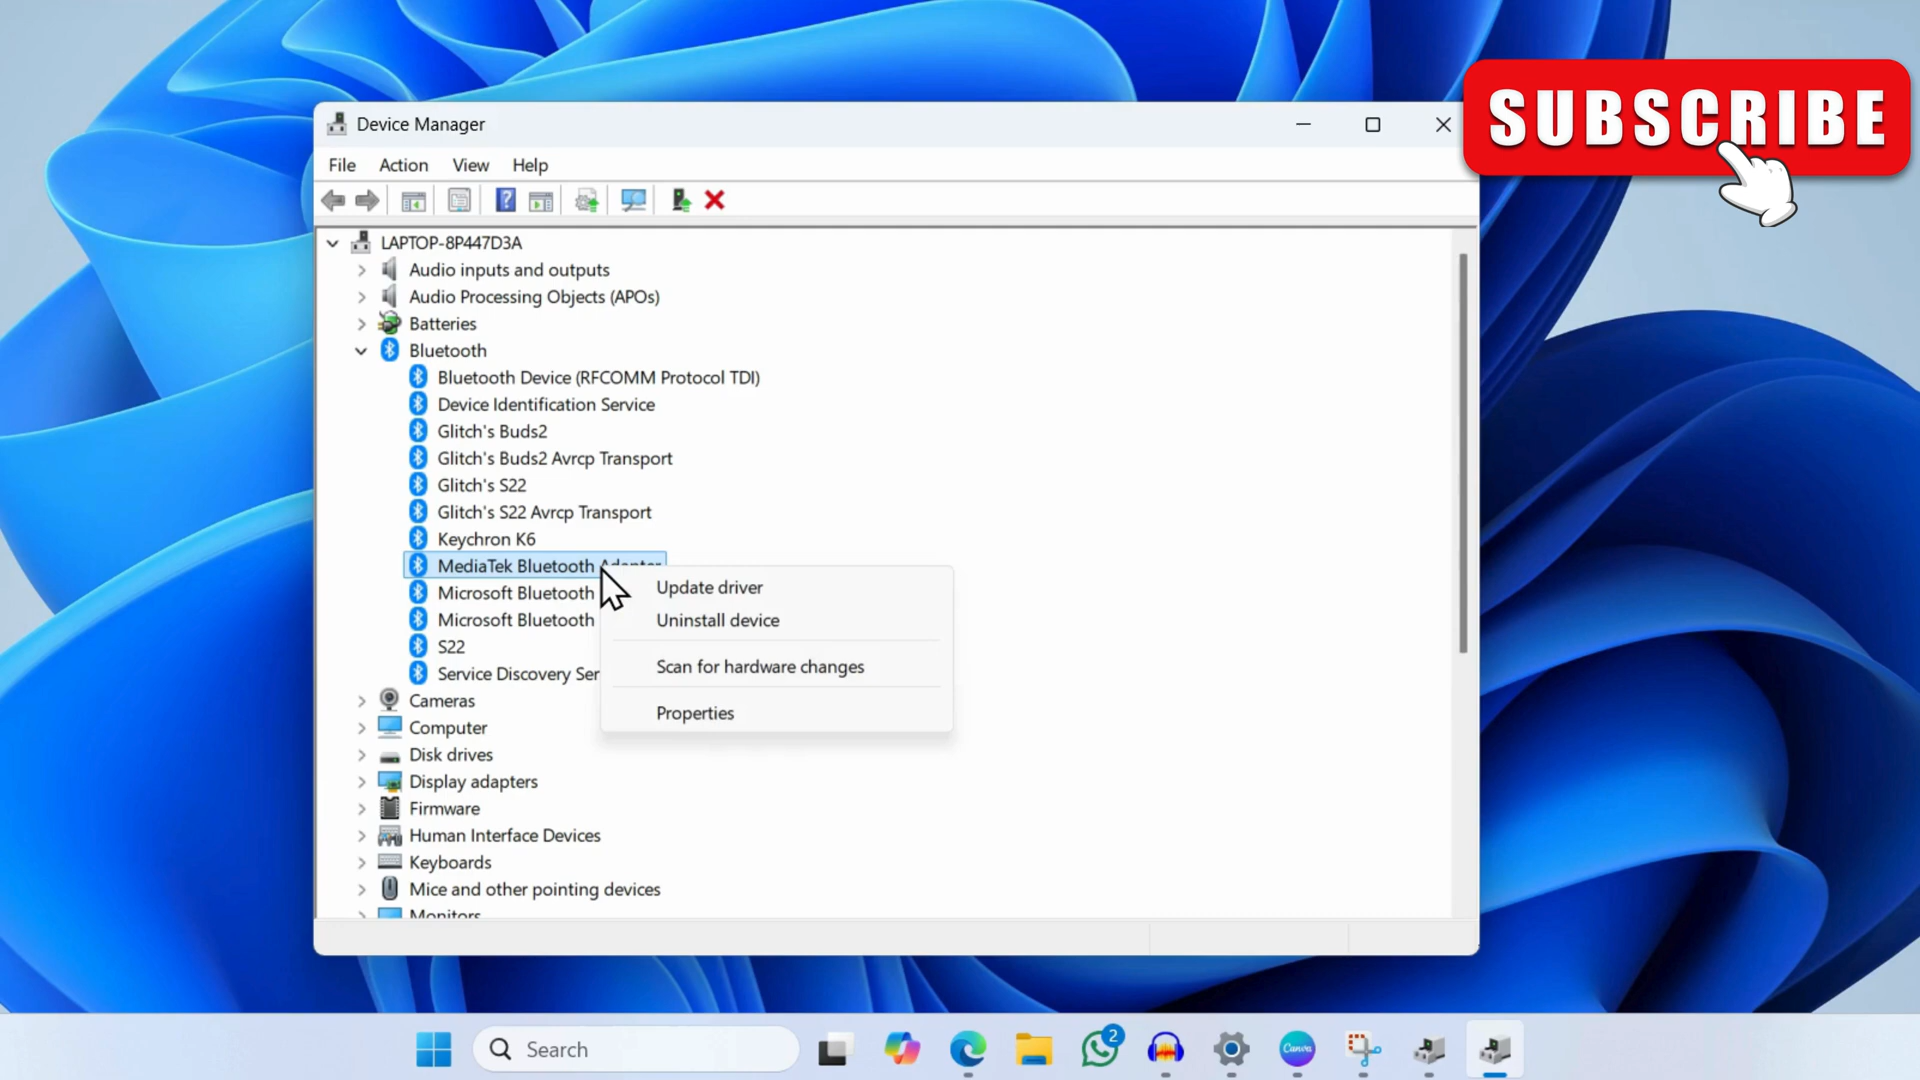 SUBSCRIBE
Device Manager
File Action View Help
LAPTOP-8P447D3A
Audio inputs and outputs
Audio Processing Objects (APOs)
Batteries
Bluetooth
Bluetooth Device (RFCOMM Protocol TDI)
Device Identification Service
Glitch's Buds2
Glitch's Buds2 Avrcp Transport
Glitch's S22
Glitch's S22 Avrcp Transport
Keychron K6
MediaTek Bluetooth Adapter
Microsoft Bluetooth
Microsoft Bluetooth
S22
Service Discovery Ser
Update driver
Uninstall device
Scan for hardware changes
Properties
Cameras
Computer
Disk drives
Display adapters
Firmware
Human Interface Devices
Keyboards
Mice and other pointing devices
Monitors
Search
2
Canva